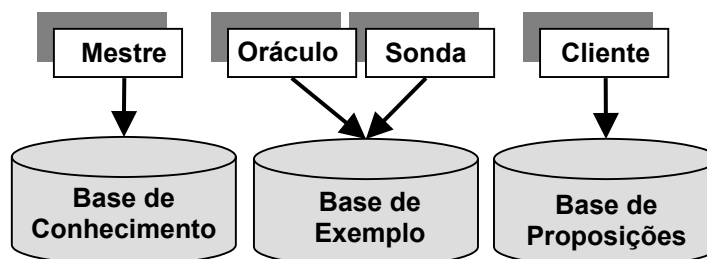 Mestre
Oráculo
Sonda
Cliente
Base de
Conhecimento
Base de
Exemplo
Base de
Proposições